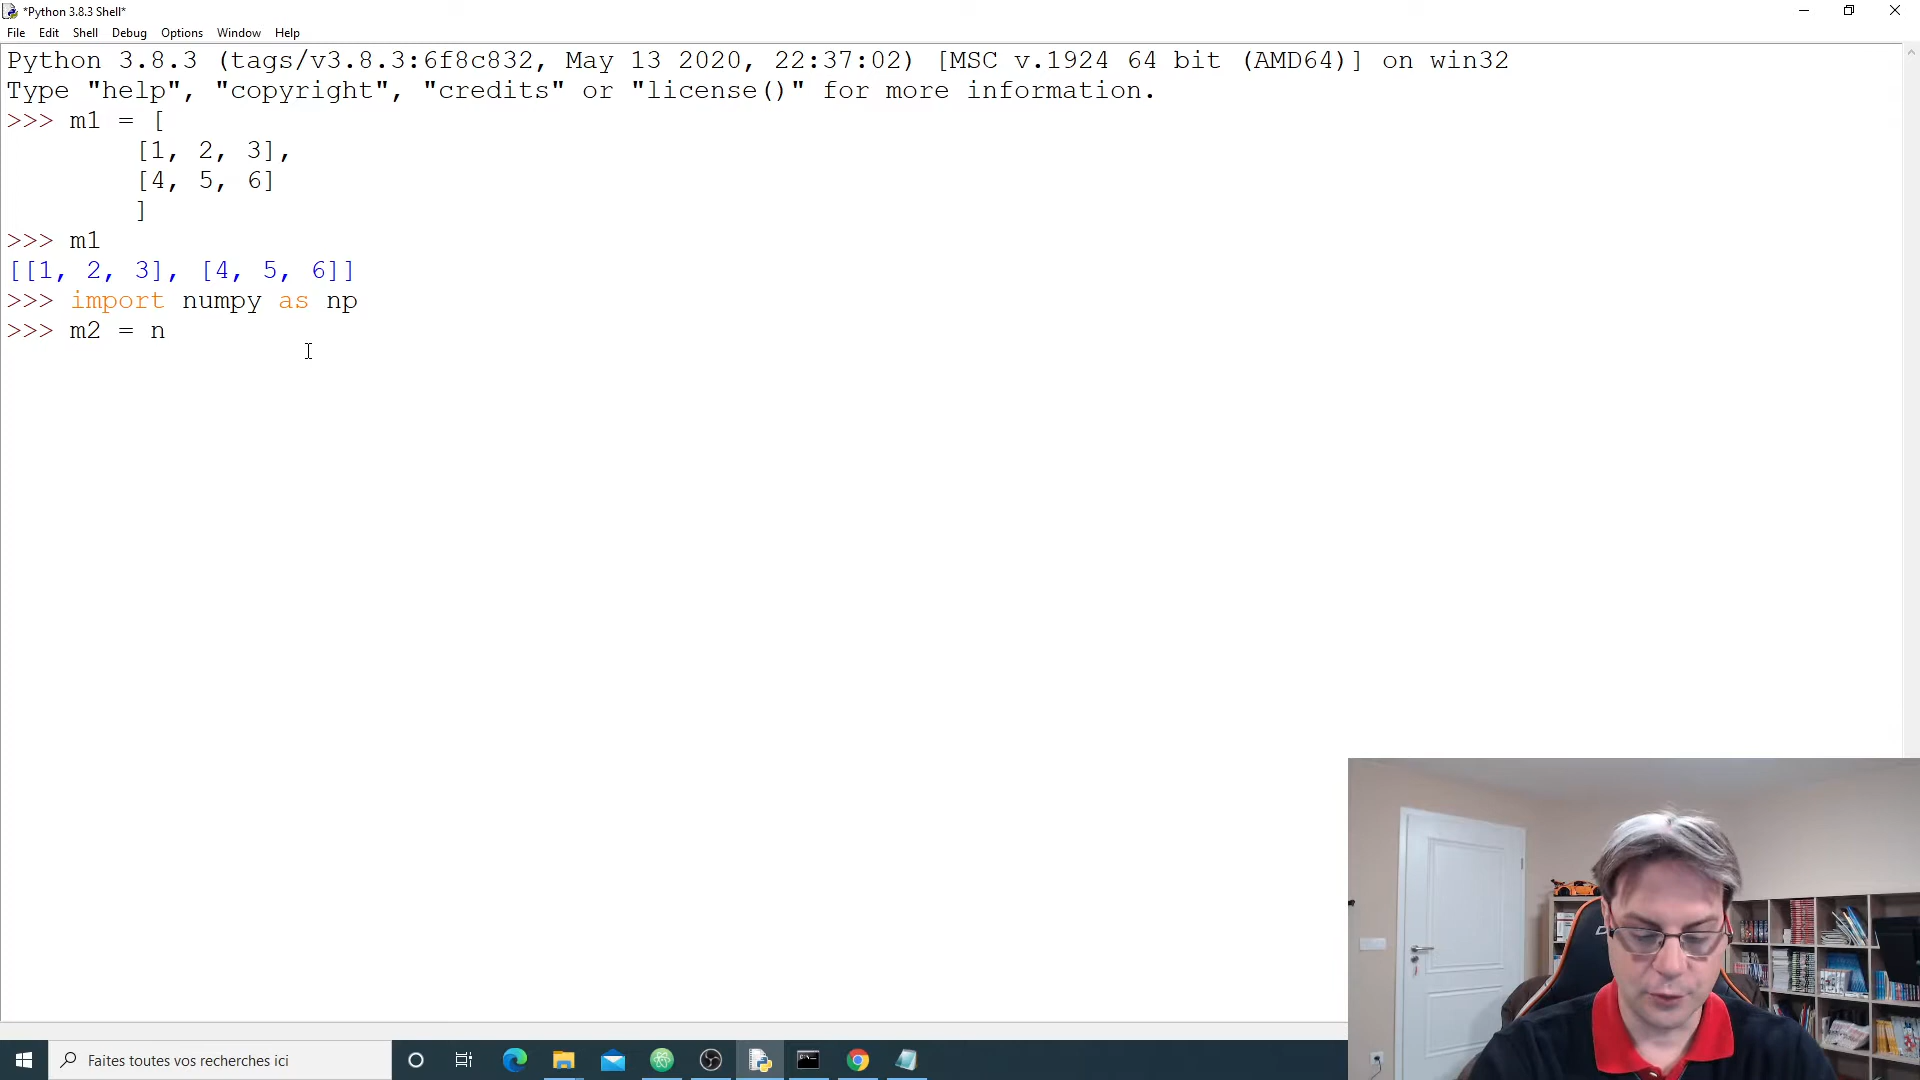 *Python 3.8.3 Shell*
File Edit Shell Debug Options Window Help
Python 3.8.3 (tags/v3.8.3:6f8c832, May 13 2020, 22:37:02) [MSC v.1924 64 bit (AMD64)] on win32
Type "help", "copyright", "credits" or "license()" for more information.
>>> m1 = [
[1, 2, 3],
[4, 5, 6]
]
>>> m1
[[1, 2, 3], [4, 5, 6]]
>>> import numpy as np
>>> m2 = n
Faites toutes vos recherches ici